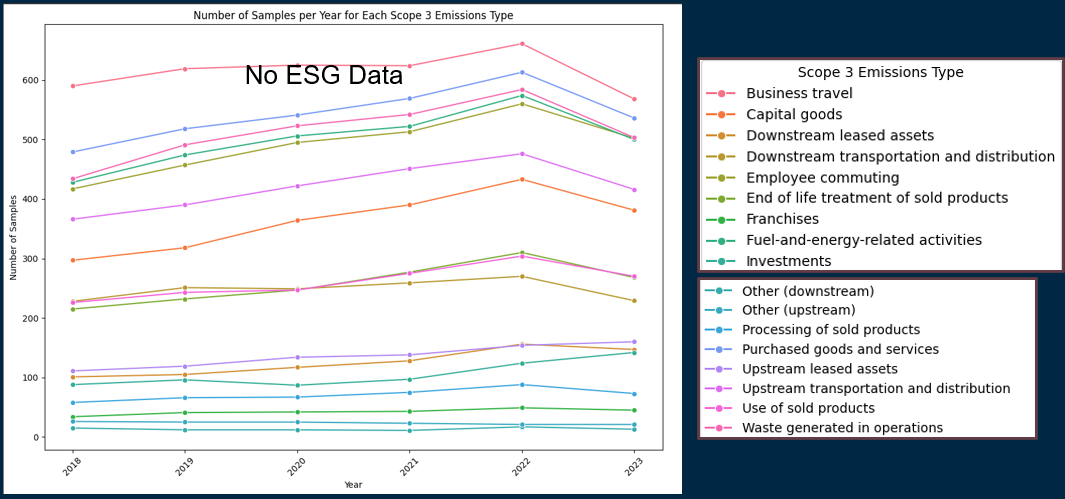 Number of Samples per Year for Each Scope 3 Emissions Type
No ESG Data
600
500
400
300
200
100
0
Number of Samples
2018
2019
2020
2021
2022
2023
Year
Scope 3 Emissions Type
Business travel
Capital goods
Downstream leased assets
Downstream transportation and distribution
Employee commuting
End of life treatment of sold products
Franchises
Fuel-and-energy-related activities
Investments
Other (downstream)
Other (upstream)
Processing of sold products
Purchased goods and services
Upstream leased assets
Upstream transportation and distribution
Use of sold products
Waste generated in operations